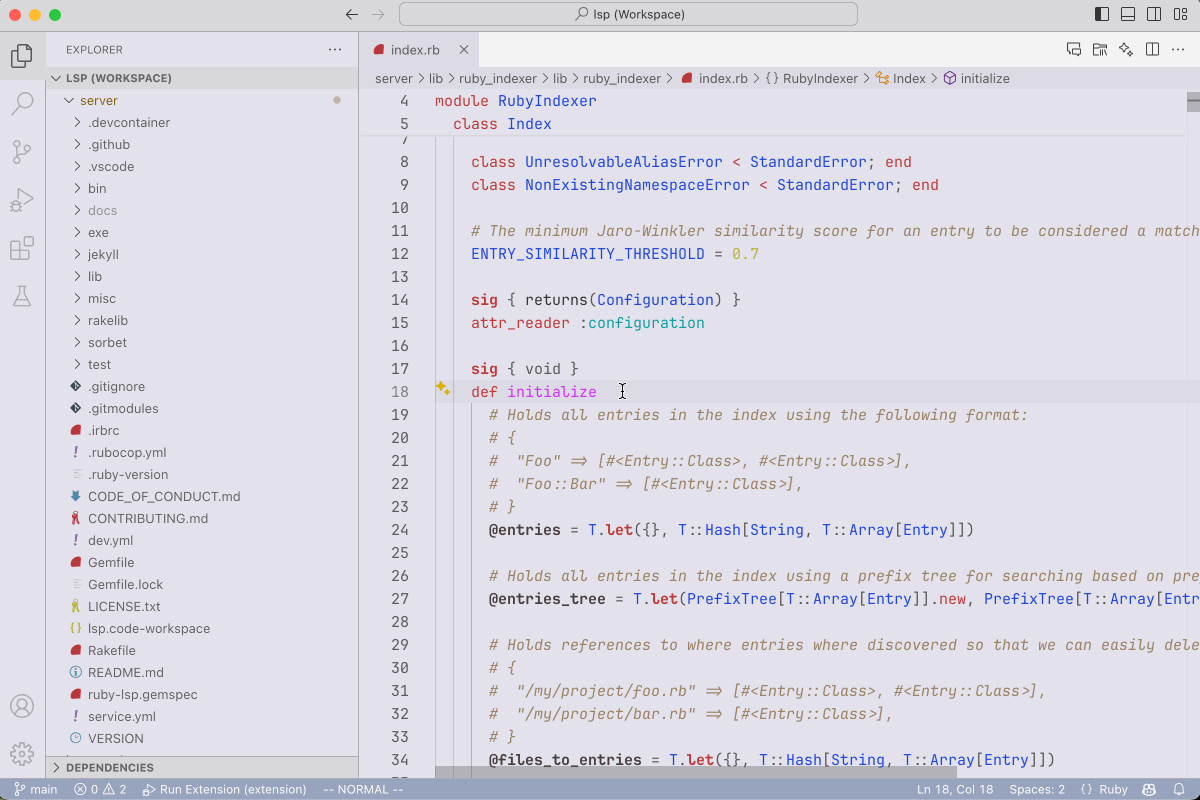 lsp (Workspace)
EXPLORER
LSP (WORKSPACE)
server
.devcontainer
.github
.vscode
bin
docs
exe
jekyll
lib
misc
rakelib
sorbet
test
.gitignore
.gitmodules
.irbrc
.rubocop.yml
.ruby-version
CODE_OF_CONDUCT.md
CONTRIBUTING.md
dev.yml
Gemfile
Gemfile.lock
LICENSE.txt
lsp.code-workspace
Rakefile
README.md
ruby-lsp.gemspec
service.yml
VERSION
DEPENDENCIES
index.rb
server > lib > ruby_indexer > lib > ruby_indexer > index.rb > {} RubyIndexer > Index > initialize
4 module RubyIndexer
5 class Index
7
8 class UnresolvableAliasError < StandardError; end
9 class NonExistingNamespaceError < StandardError; end
10
11 # The minimum Jaro-Winkler similarity score for an entry to be considered a match
12 ENTRY_SIMILARITY_THRESHOLD = 0.7
13
14 sig { returns(Configuration) }
15 attr_reader :configuration
16
17 sig { void }
18 def initialize
19 # Holds all entries in the index using the following format:
20 # {
21 #  "Foo" => [#<Entry::Class>, #<Entry::Class>],
22 #  "Foo::Bar" => [#<Entry::Class>],
23 # }
24 @entries = T.let({}, T::Hash[String, T::Array[Entry]])
25
26 # Holds all entries in the index using a prefix tree for searching based on pre
27 @entries_tree = T.let(PrefixTree[T::Array[Entry]].new, PrefixTree[T::Array[Entr
28
29 # Holds references to where entries where discovered so that we can easily dele
30 # {
31 #  "/my/project/foo.rb" => [#<Entry::Class>, #<Entry::Class>],
32 #  "/my/project/bar.rb" => [#<Entry::Class>],
33 # }
34 @files_to_entries = T.let({}, T::Hash[String, T::Array[Entry]])
main 0 2 Run Extension (extension) -- NORMAL -- Ln 18, Col 18 Spaces: 2 {} Ruby